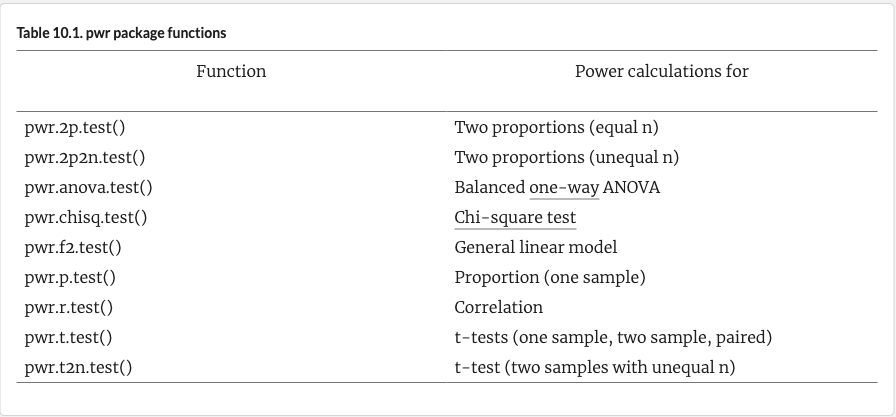 Table 10.1. pwr package functions
Function Power calculations for
pwr.2p.test() Two proportions (equal n)
pwr.2p2n.test() Two proportions (unequal n)
pwr.anova.test() Balanced one-way ANOVA
pwr.chisq.test() Chi-square test
pwr.f2.test() General linear model
pwr.p.test() Proportion (one sample)
pwr.r.test() Correlation
pwr.t.test() t-tests (one sample, two sample, paired)
pwr.t2n.test() t-test (two samples with unequal n)